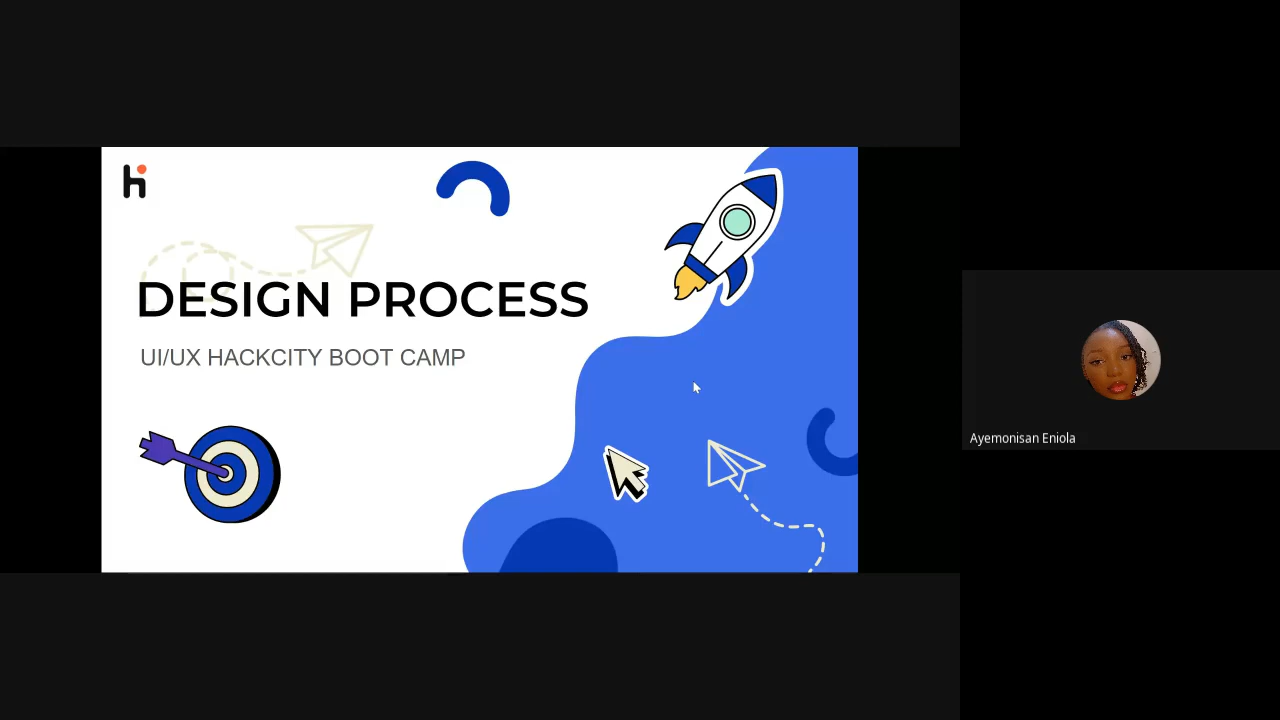 h
DESIGN PROCESS
UI/UX HACKCITY BOOT CAMP
Ayemonisan Eniola